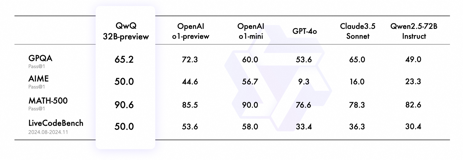 QwQ 32B-preview OpenAI o1-preview OpenAI o1-mini GPT-4o Claude3.5 Sonnet Qwen2.5-72B Instruct
GPQA 65.2 72.3 60.0 53.6 65.0 49.0
Pass@1
AIME 50.0 44.6 56.7 9.3 16.0 23.3
Pass@1
MATH-500 90.6 85.5 90.0 76.6 78.3 82.6
Pass@1
LiveCodeBench 50.0 53.6 58.0 33.4 36.3 30.4
2024.08-2024.11